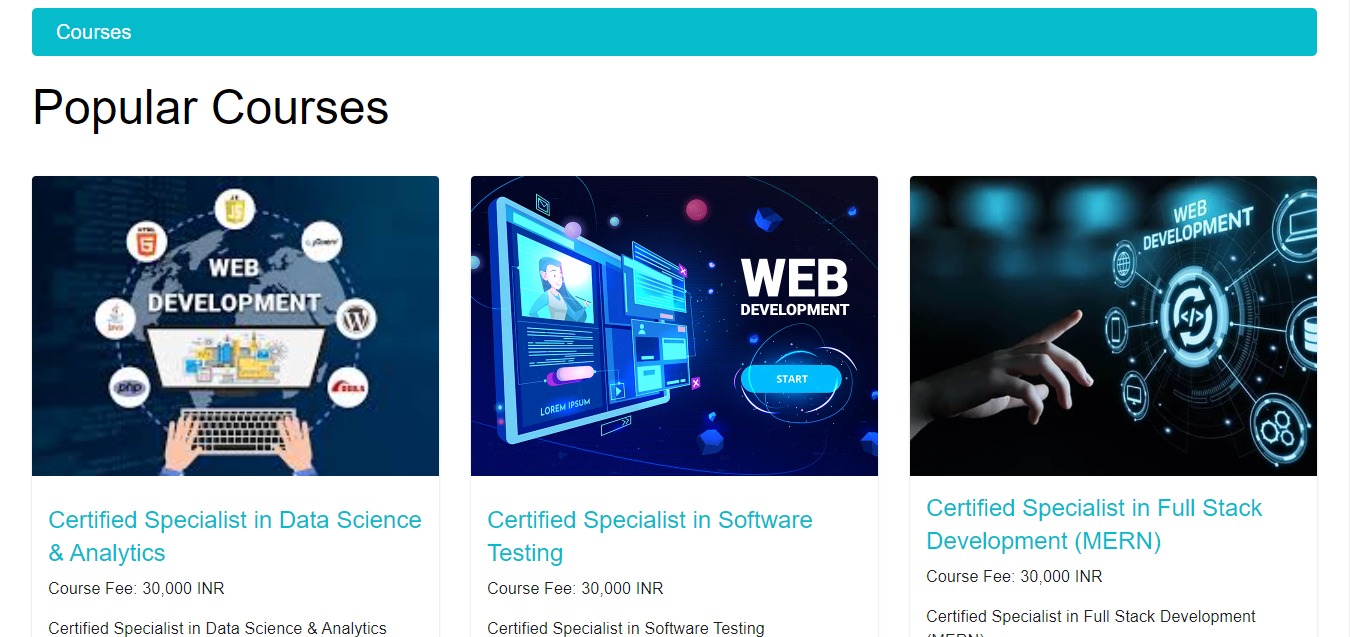 Courses
Popular Courses
JS
HTML
jQuery
WEB
DEVELOPMENT
Java
php
RAILS
WEB
DEVELOPMENT
START
LOREM IPSUM
WEB
DEVELOPMENT
</>
Certified Specialist in Data Science
& Analytics
Course Fee: 30,000 INR
Certified Specialist in Data Science & Analytics
Certified Specialist in Software
Testing
Course Fee: 30,000 INR
Certified Specialist in Software Testing
Certified Specialist in Full Stack
Development (MERN)
Course Fee: 30,000 INR
Certified Specialist in Full Stack Development
(MERN)